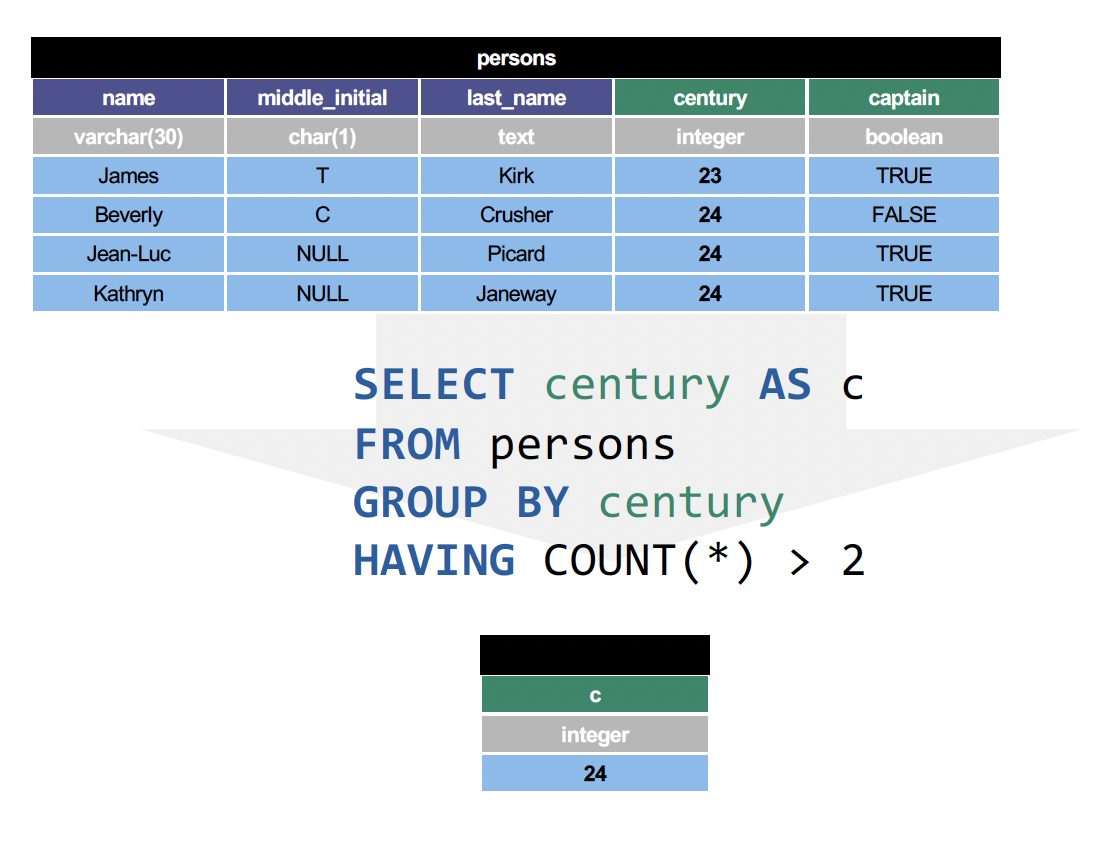 persons
name middle_initial last_name century captain
varchar(30) char(1) text integer boolean
James T Kirk 23 TRUE
Beverly C Crusher 24 FALSE
Jean-Luc NULL Picard 24 TRUE
Kathryn NULL Janeway 24 TRUE
SELECT century AS c
FROM persons
GROUP BY century
HAVING COUNT(*) > 2
c
integer
24